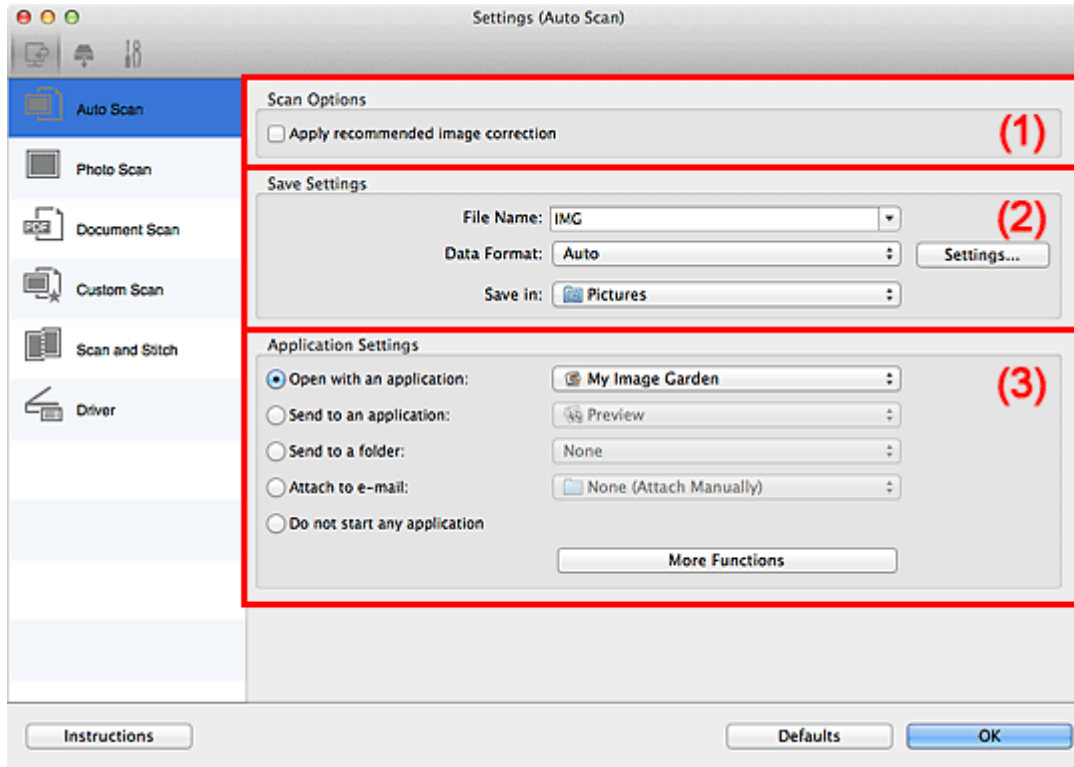 Settings (Auto Scan)
Auto Scan
Photo Scan
PDF
Document Scan
Custom Scan
Scan and Stitch
Driver
Scan Options
Apply recommended image correction
(1)
Save Settings
(2)
File Name: IMG
Data Format: Auto
Settings...
Save in: Pictures
Application Settings
(3)
Open with an application: My Image Garden
Send to an application: Preview
Send to a folder: None
Attach to e-mail: None (Attach Manually)
Do not start any application
More Functions
Instructions
Defaults
OK